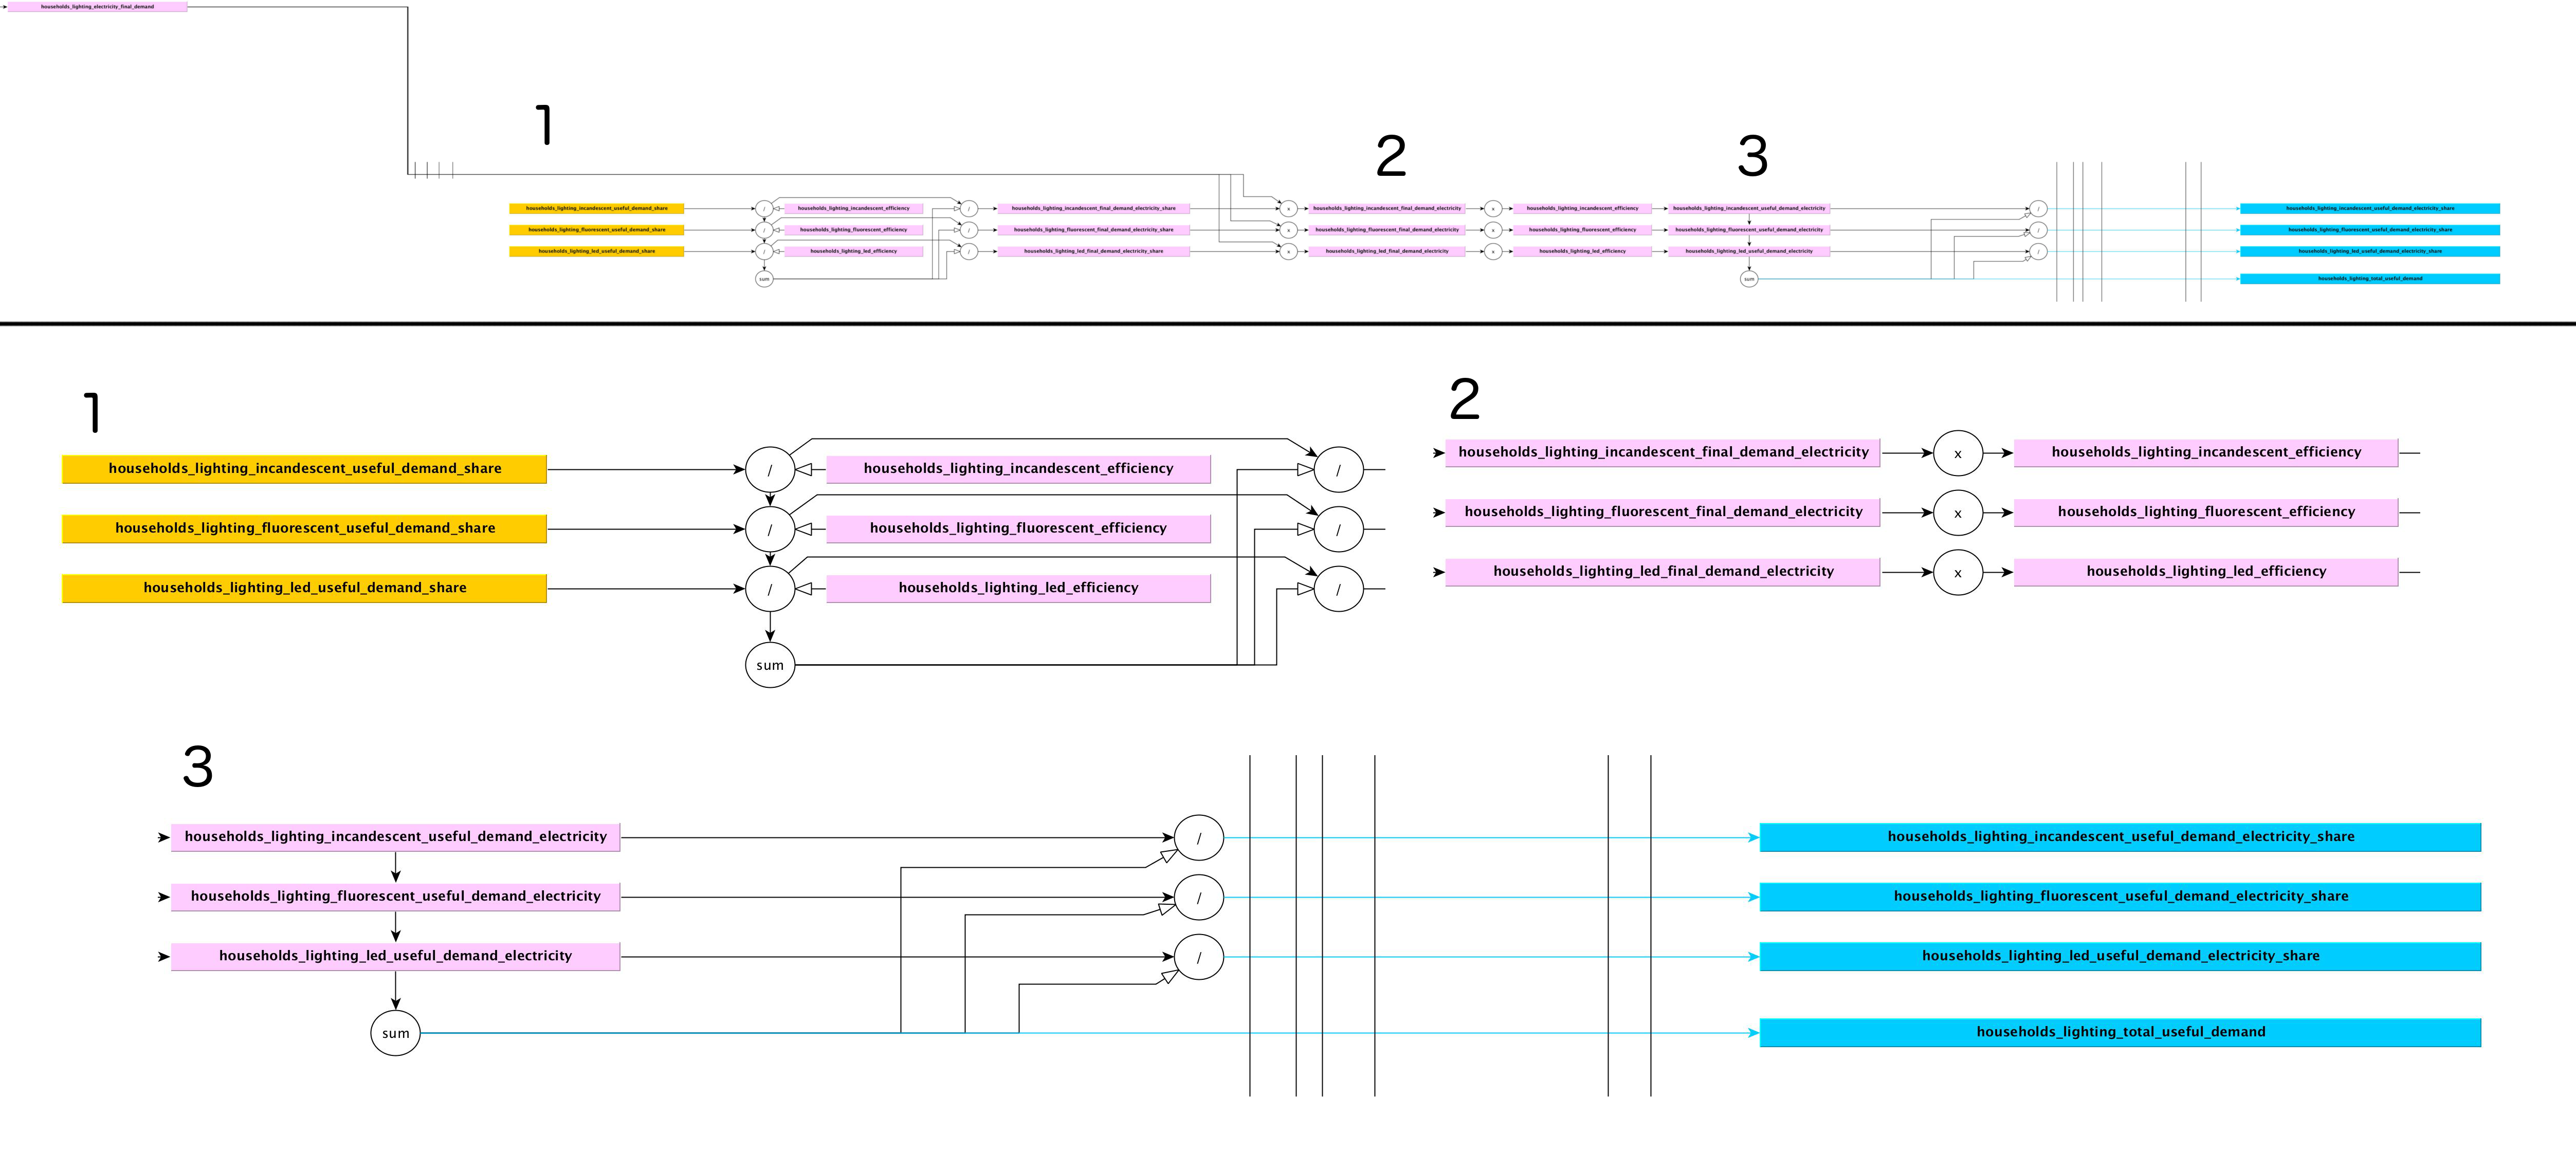 households_lighting_electricity_final_demand
1
2
3
households_lighting_incandescent_useful_demand_share
/
households_lighting_incandescent_efficiency
/
households_lighting_incandescent_final_demand_electricity_share
x
households_lighting_incandescent_final_demand_electricity
x
households_lighting_incandescent_efficiency
households_lighting_incandescent_useful_demand_electricity
/
households_lighting_incandescent_useful_demand_electricity_share
households_lighting_fluorescent_useful_demand_share
/
households_lighting_fluorescent_efficiency
/
households_lighting_fluorescent_final_demand_electricity_share
x
households_lighting_fluorescent_final_demand_electricity
x
households_lighting_fluorescent_efficiency
households_lighting_fluorescent_useful_demand_electricity
/
households_lighting_fluorescent_useful_demand_electricity_share
households_lighting_led_useful_demand_share
/
households_lighting_led_efficiency
/
households_lighting_led_final_demand_electricity_share
x
households_lighting_led_final_demand_electricity
x
households_lighting_led_efficiency
households_lighting_led_useful_demand_electricity
/
households_lighting_led_useful_demand_electricity_share
sum
sum
households_lighting_total_useful_demand
1
households_lighting_incandescent_useful_demand_share
/
households_lighting_incandescent_efficiency
/
households_lighting_fluorescent_useful_demand_share
/
households_lighting_fluorescent_efficiency
/
households_lighting_led_useful_demand_share
/
households_lighting_led_efficiency
/
sum
2
households_lighting_incandescent_final_demand_electricity
x
households_lighting_incandescent_efficiency
households_lighting_fluorescent_final_demand_electricity
x
households_lighting_fluorescent_efficiency
households_lighting_led_final_demand_electricity
x
households_lighting_led_efficiency
3
households_lighting_incandescent_useful_demand_electricity
/
households_lighting_incandescent_useful_demand_electricity_share
households_lighting_fluorescent_useful_demand_electricity
/
households_lighting_fluorescent_useful_demand_electricity_share
households_lighting_led_useful_demand_electricity
/
households_lighting_led_useful_demand_electricity_share
sum
households_lighting_total_useful_demand